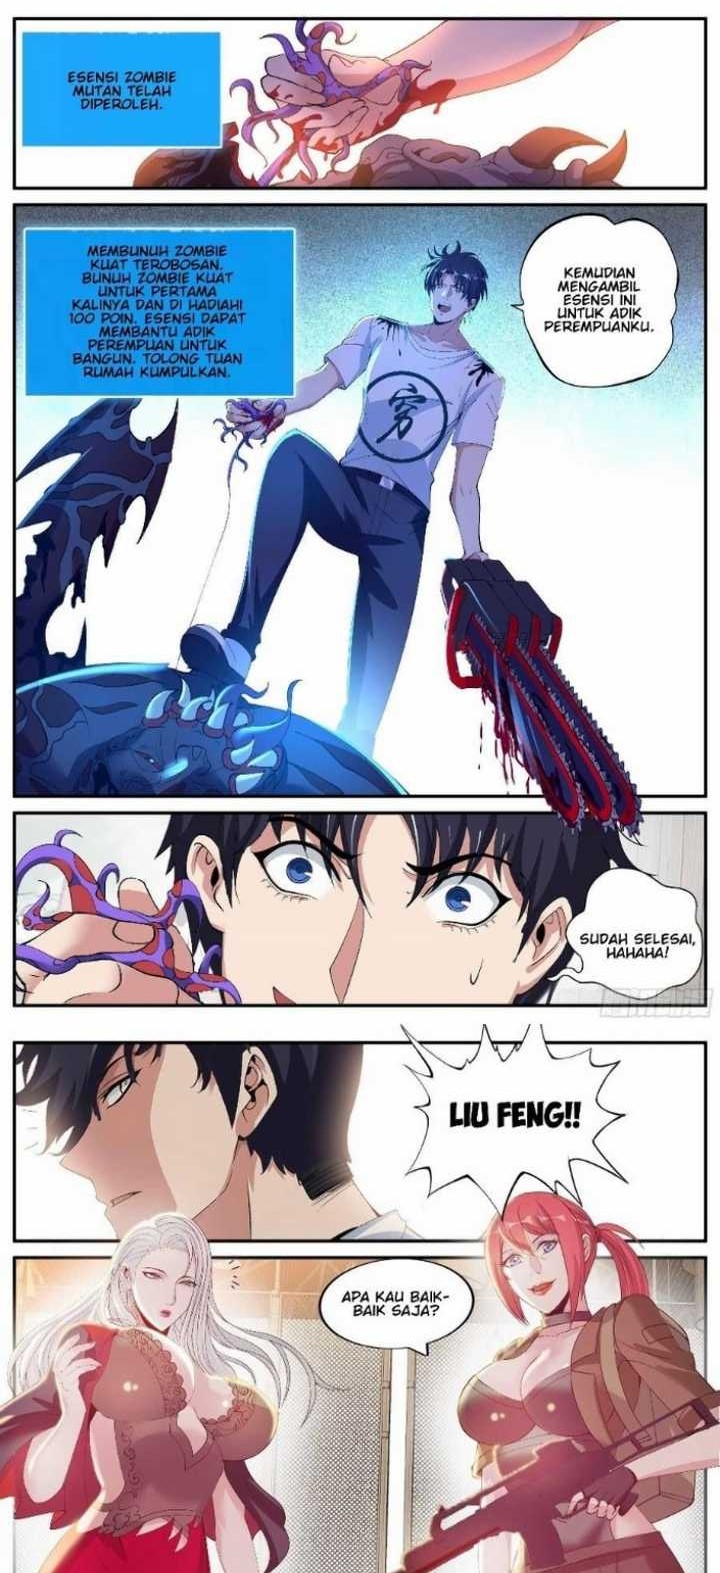 ESENSI ZOMBIE
MUTAN TELAH
DIPEROLEH.
MEMBUNUH ZOMBIE
KUAT TEROBOSAN.
BUNUH ZOMBIE KUAT
UNTUK PERTAMA
KALINYA DAN DI HADIAHI
100 POIN. ESENSI DAPAT
MEMBANTU ADIK
PEREMPUAN UNTUK
BANGUN. TOLONG TUAN
RUMAH KUMPULKAN.
KEMUDIAN
MENGAMBIL
ESENSI INI
UNTUK ADIK
PEREMPUANKU.
穷
SUDAH SELESAI,
HAHAHA!
LIU FENG!!
APA KAU BAIK-
BAIK SAJA?